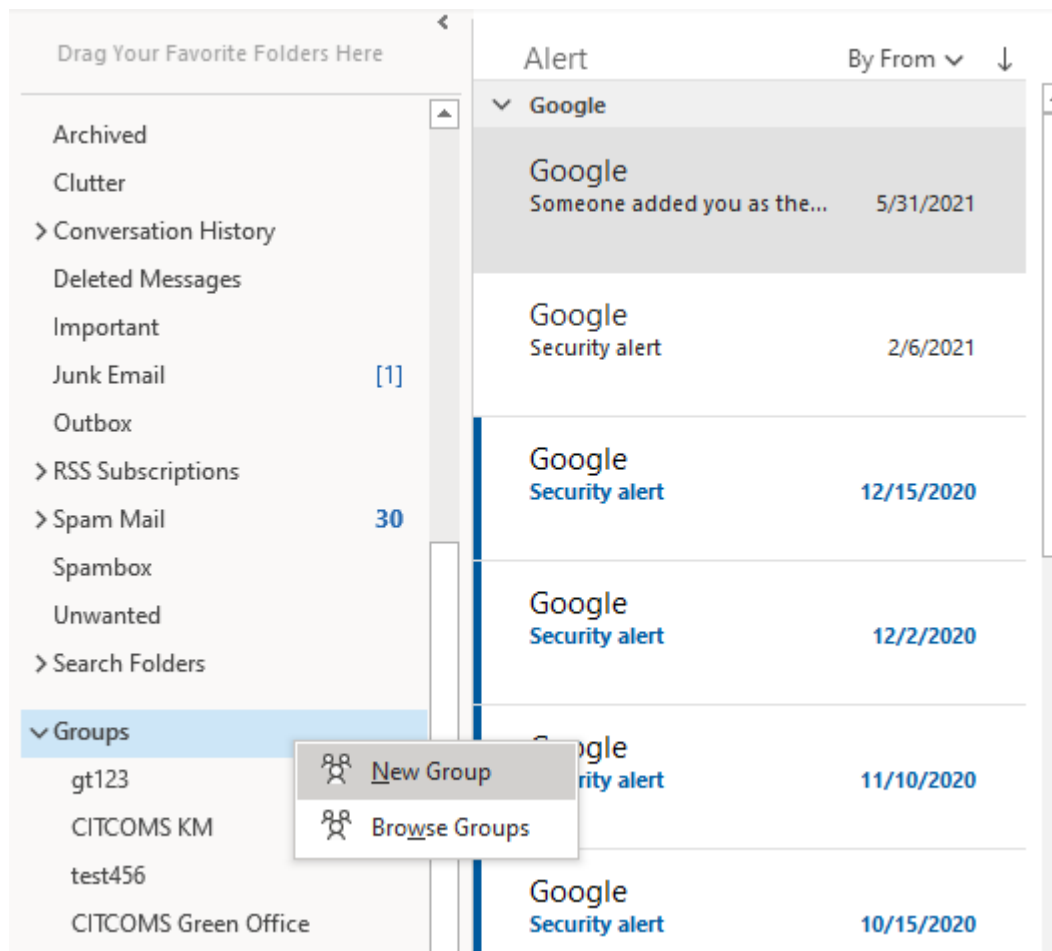 Drag Your Favorite Folders Here
Archived
Clutter
Conversation History
Deleted Messages
Important
Junk Email [1]
Outbox
RSS Subscriptions
Spam Mail 30
Spambox
Unwanted
Search Folders
Groups
gt123
CITCOMS KM
test456
CITCOMS Green Office
New Group
Browse Groups
Alert By From
Google
Google
Someone added you as the... 5/31/2021
Google
Security alert 2/6/2021
Google
Security alert 12/15/2020
Google
Security alert 12/2/2020
11/10/2020
Google
Security alert 10/15/2020